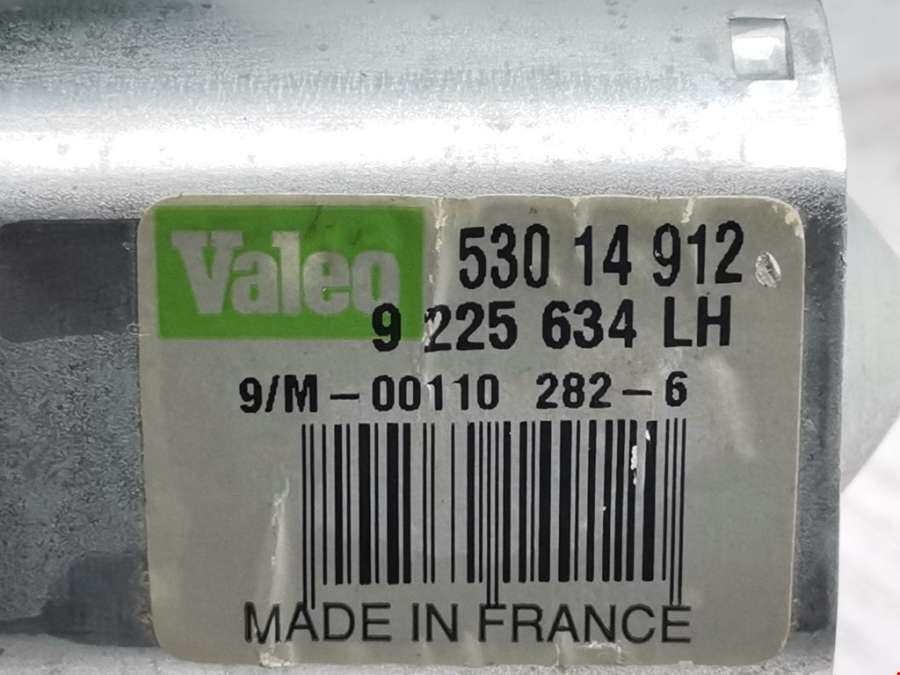 Valeo 530 14 912
9 225 634 LH
9/M-00110 282-6
MADE IN FRANCE